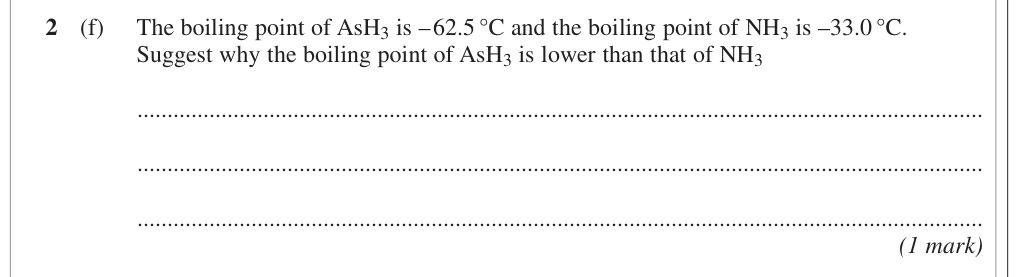 2 (f) The boiling point of AsH₃ is –62.5 °C and the boiling point of NH₃ is –33.0 °C.
Suggest why the boiling point of AsH₃ is lower than that of NH₃
(1 mark)